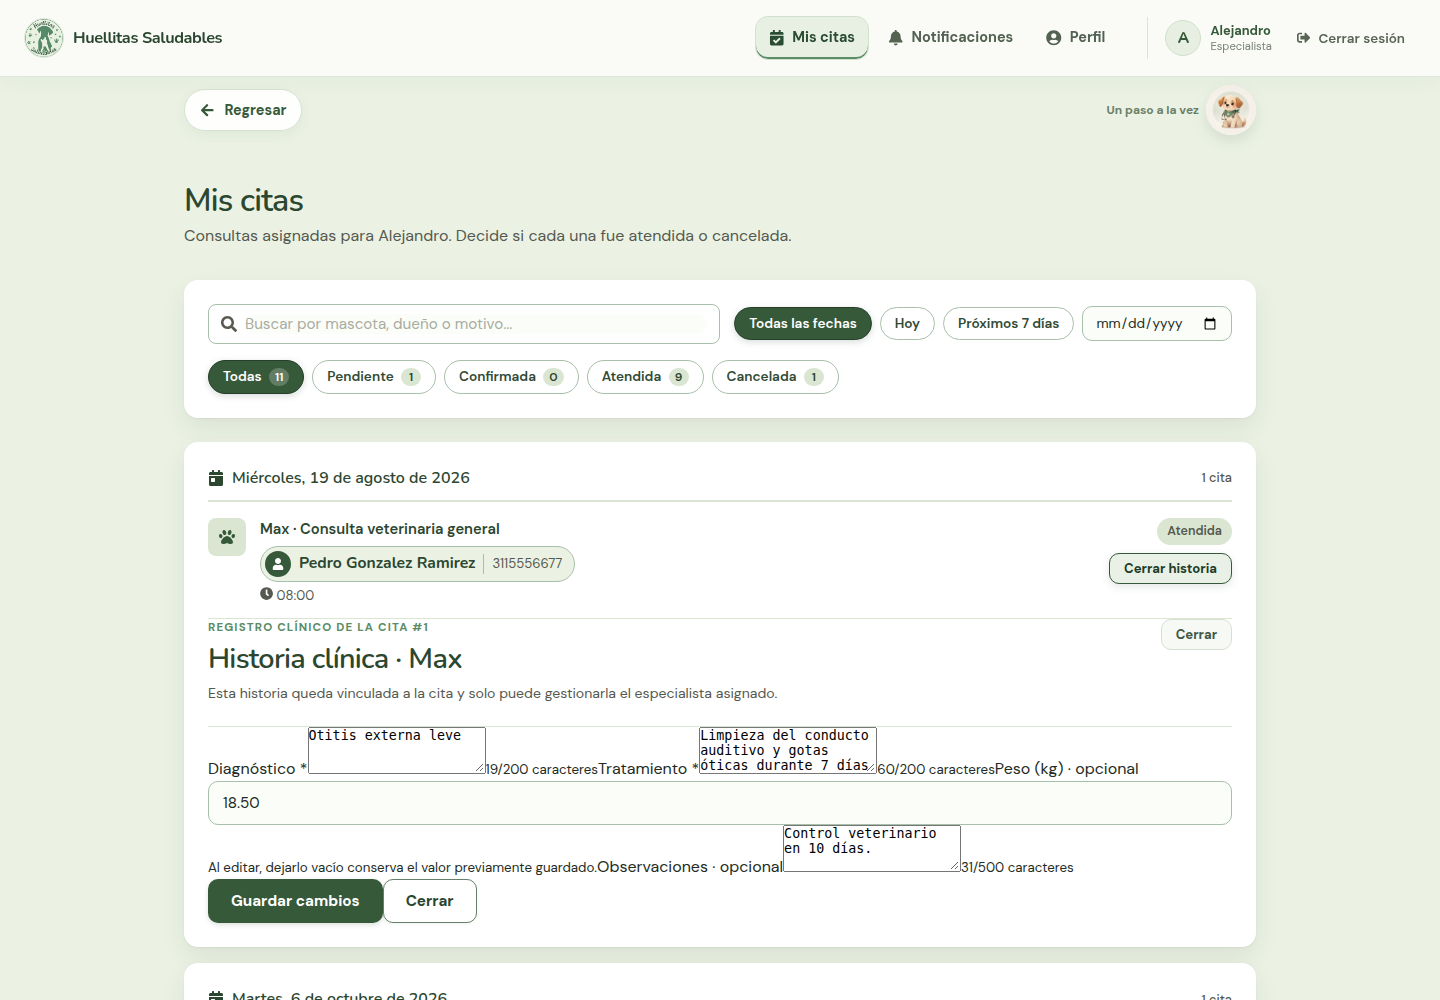 Huellitas Saludables
Mis citas
Notificaciones
Perfil
A
Alejandro
Especialista
Cerrar sesión
Regresar
Un paso a la vez
Mis citas
Consultas asignadas para Alejandro. Decide si cada una fue atendida o cancelada.
Buscar por mascota, dueño o motivo...
Todas las fechas
Hoy
Próximos 7 días
mm/dd/yyyy
Todas 11
Pendiente 1
Confirmada 0
Atendida 9
Cancelada 1
Miércoles, 19 de agosto de 2026
1 cita
Max · Consulta veterinaria general
Atendida
Pedro Gonzalez Ramirez
3115556677
Cerrar historia
08:00
REGISTRO CLÍNICO DE LA CITA #1
Cerrar
Historia clínica · Max
Esta historia queda vinculada a la cita y solo puede gestionarla el especialista asignado.
Diagnóstico *
Otitis externa leve
19/200 caracteres
Tratamiento *
Limpieza del conducto
auditivo y gotas
óticas durante 7 días
60/200 caracteres
Peso (kg) · opcional
18.50
Al editar, dejarlo vacío conserva el valor previamente guardado.
Observaciones · opcional
Control veterinario
en 10 días.
31/500 caracteres
Guardar cambios
Cerrar
Martes, 6 de octubre de 2026
1 cita